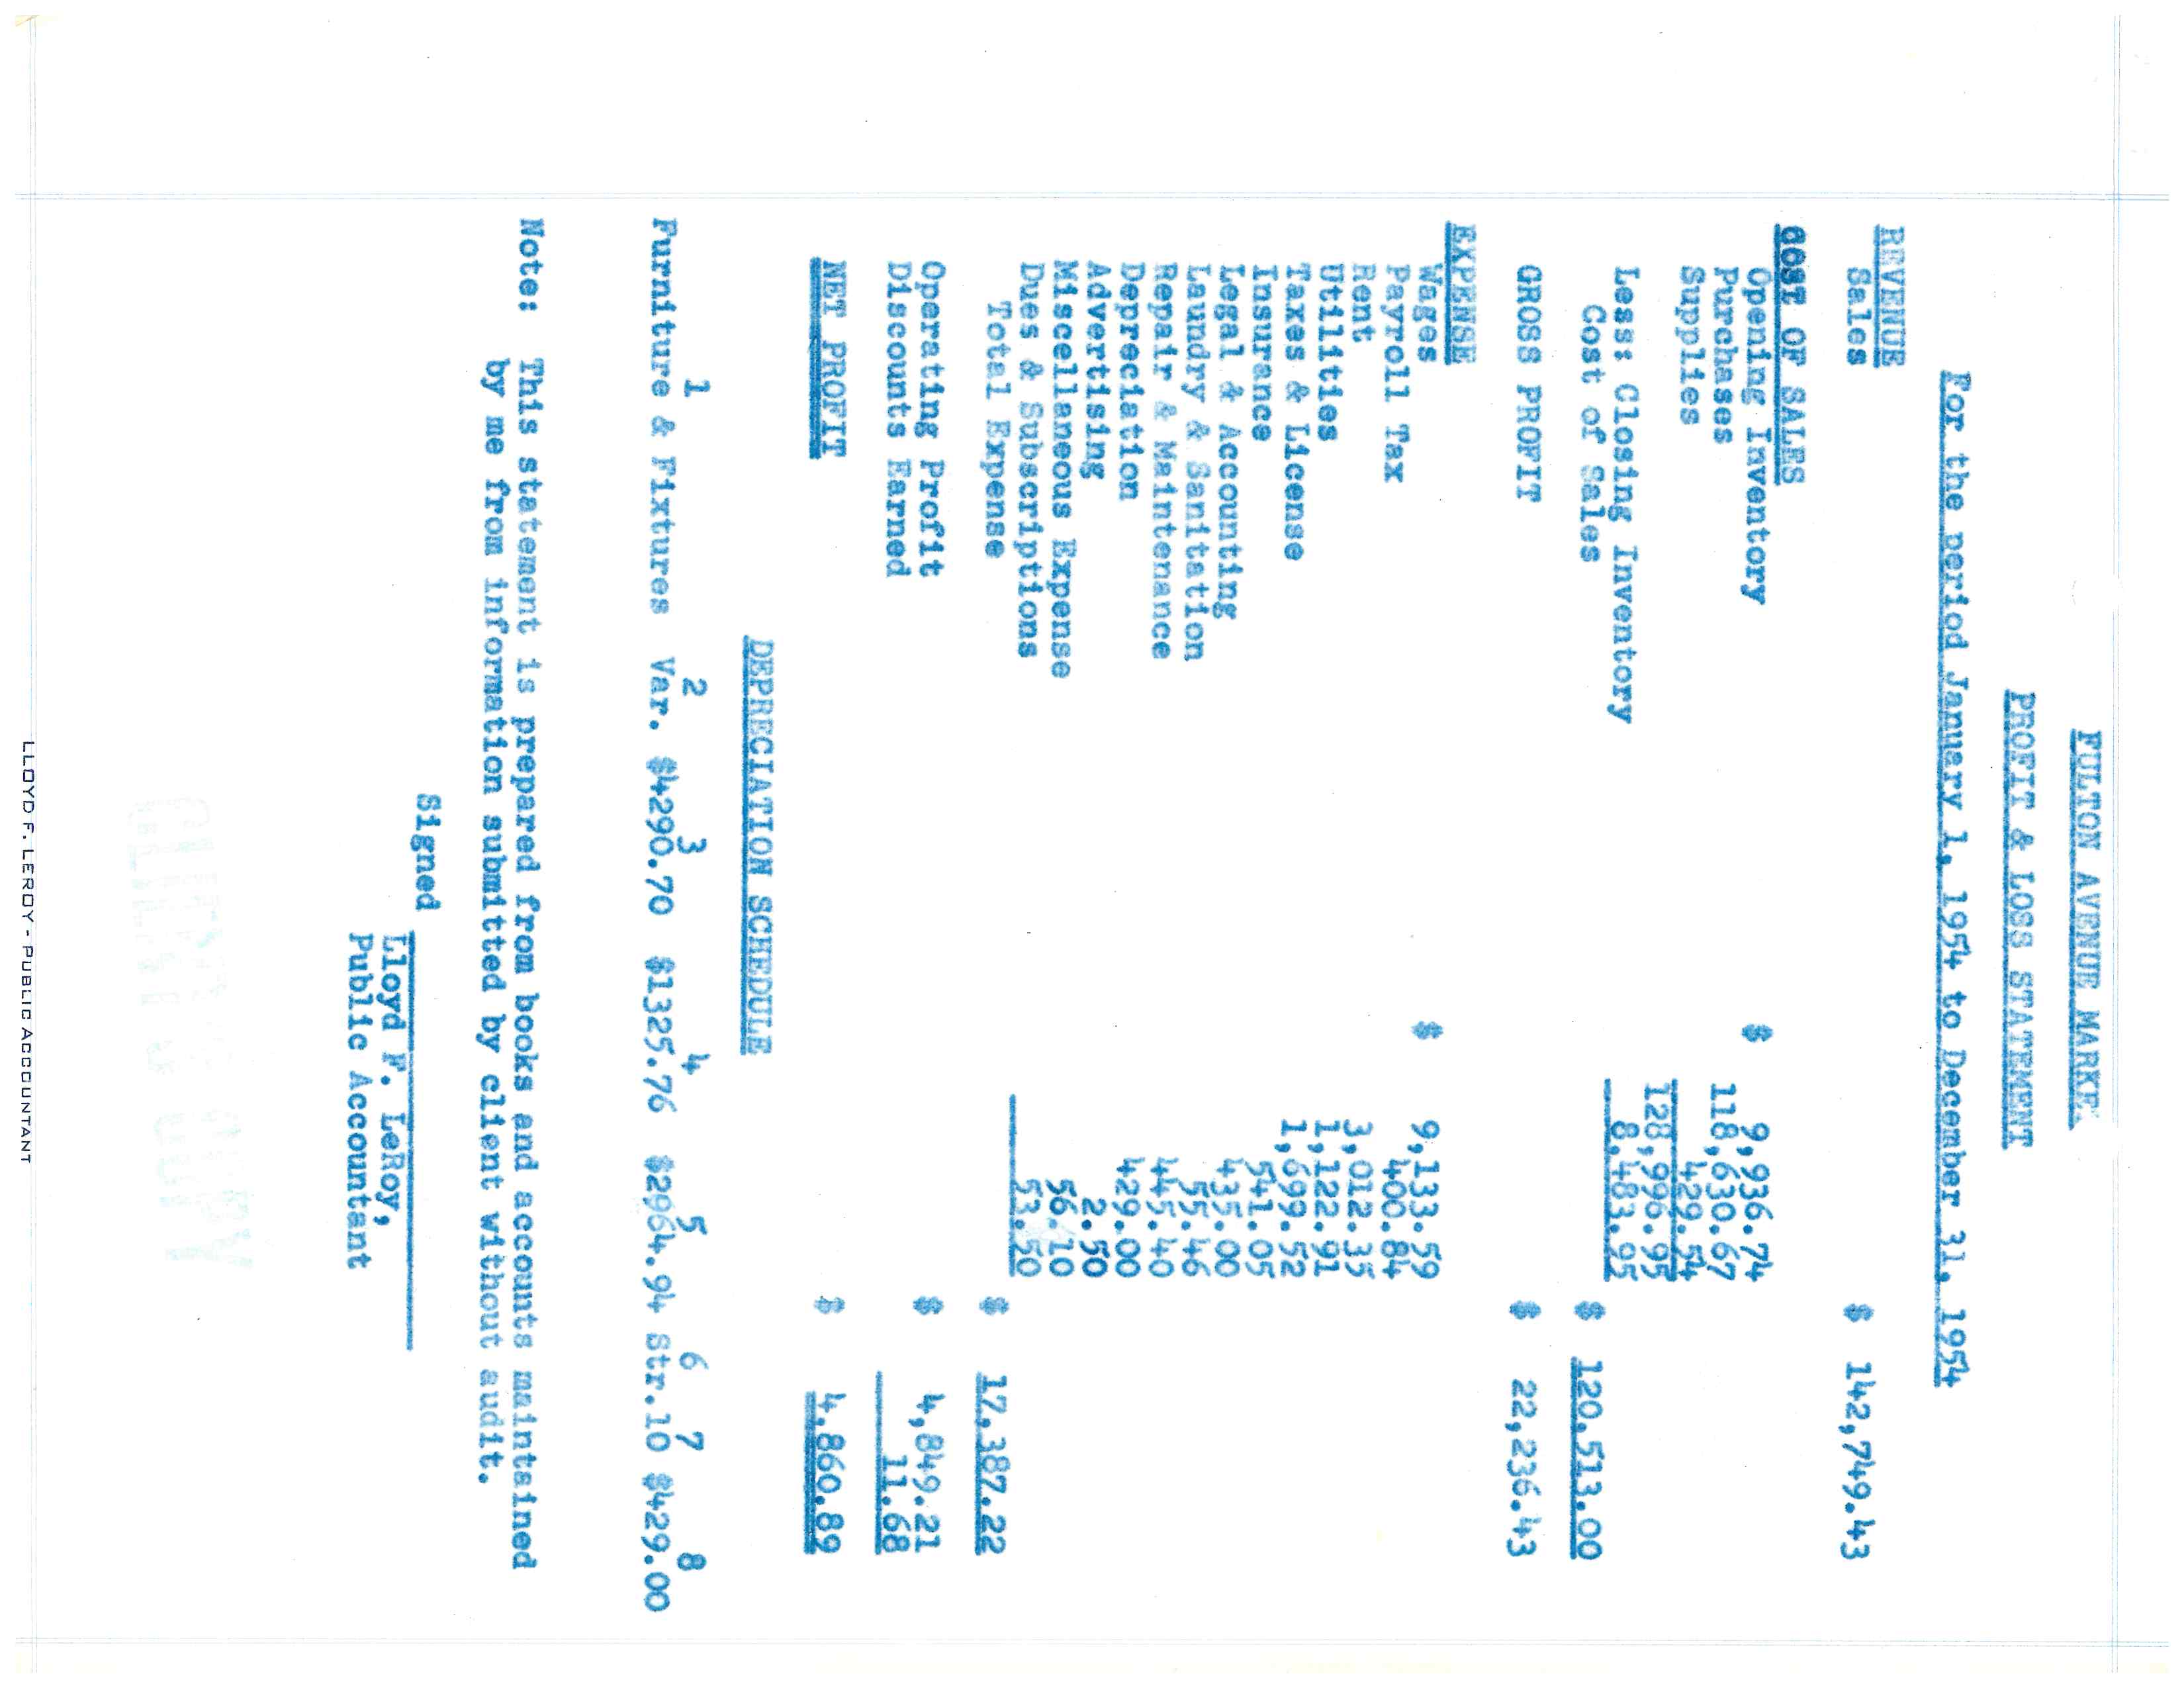 FULTON AVENUE MARKE
PROFIT & LOSS STATEMENT
For the period January 1, 1954 to December 31, 1954
REVENUE
Sales $ 142,749.43
COST OF SALES
Opening Inventory $ 9,936.74
Purchases 118,630.67
Supplies 429.54
128,996.95
Less: Closing Inventory 8,483.95
Cost of Sales $ 120,513.00
GROSS PROFIT $ 22,236.43
EXPENSE
Wages $ 9,133.59
Payroll Tax 400.84
Rent 3,012.35
Utilities 1,122.91
Taxes & License 1,699.52
Insurance 541.05
Legal & Accounting 435.00
Laundry & Sanitation 55.46
Repair & Maintenance 445.40
Depreciation 429.00
Advertising 2.50
Miscellaneous Expense 56.10
Dues & Subscriptions 53.50
Total Expense $ 17,387.22
Operating Profit $ 4,849.21
Discounts Earned 11.68
NET PROFIT $ 4,860.89
DEPRECIATION SCHEDULE
1 2 3 4 5 6 7 8
Furniture & Fixtures Var. $4290.70 $1325.76 $2964.94 Str.10 $429.00
Note: This statement is prepared from books and accounts maintained
by me from information submitted by client without audit.
Signed
Lloyd F. LeRoy,
Public Accountant
CLIENT'S COPY
LLOYD F. LEROY - PUBLIC ACCOUNTANT